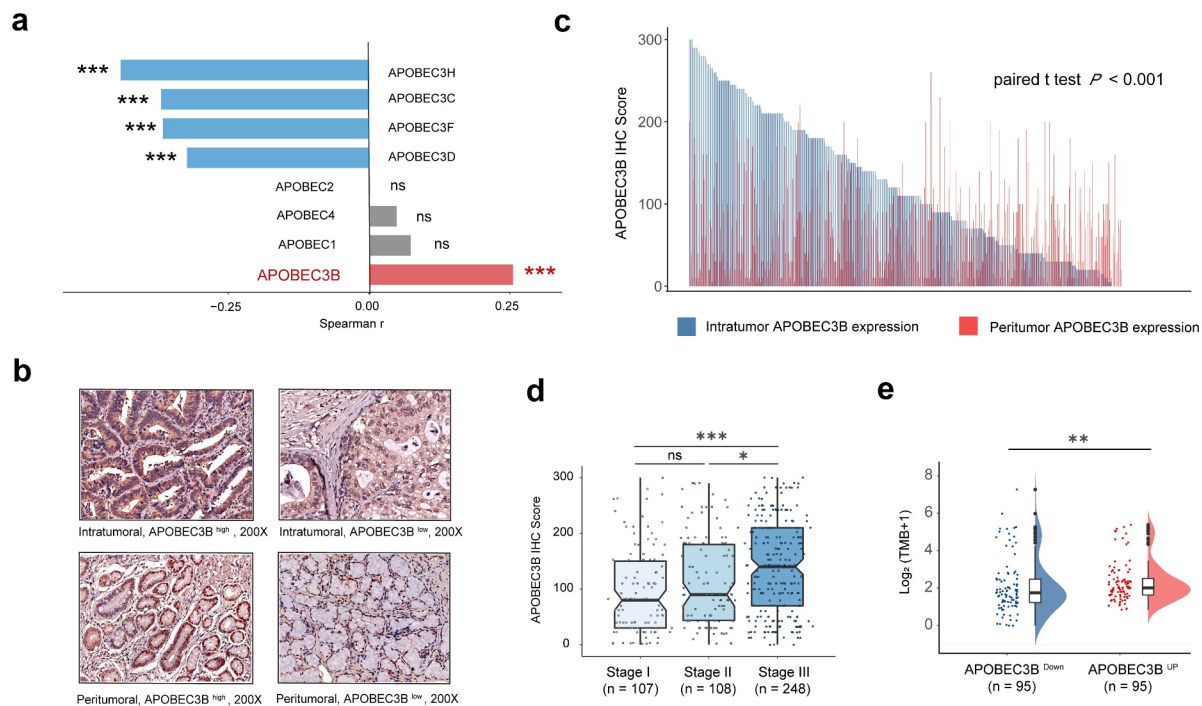 a
***
APOBEC3H
***
APOBEC3C
***
APOBEC3F
***
APOBEC3D
APOBEC2
ns
APOBEC4
ns
APOBEC1
ns
APOBEC3B
***
−0.25
0.00
0.25
Spearman r
b
Intratumoral, APOBEC3B high , 200X
Intratumoral, APOBEC3B low , 200X
Peritumoral, APOBEC3B high , 200X
Peritumoral, APOBEC3B low , 200X
c
APOBEC3B IHC Score
300
200
100
0
paired t test P < 0.001
Intratumor APOBEC3B expression
Peritumor APOBEC3B expression
d
***
ns
*
APOBEC3B IHC Score
300
200
100
0
Stage I
(n = 107)
Stage II
(n = 108)
Stage III
(n = 248)
e
**
Log₂ (TMB+1)
8
6
4
2
0
APOBEC3B Down
(n = 95)
APOBEC3B UP
(n = 95)